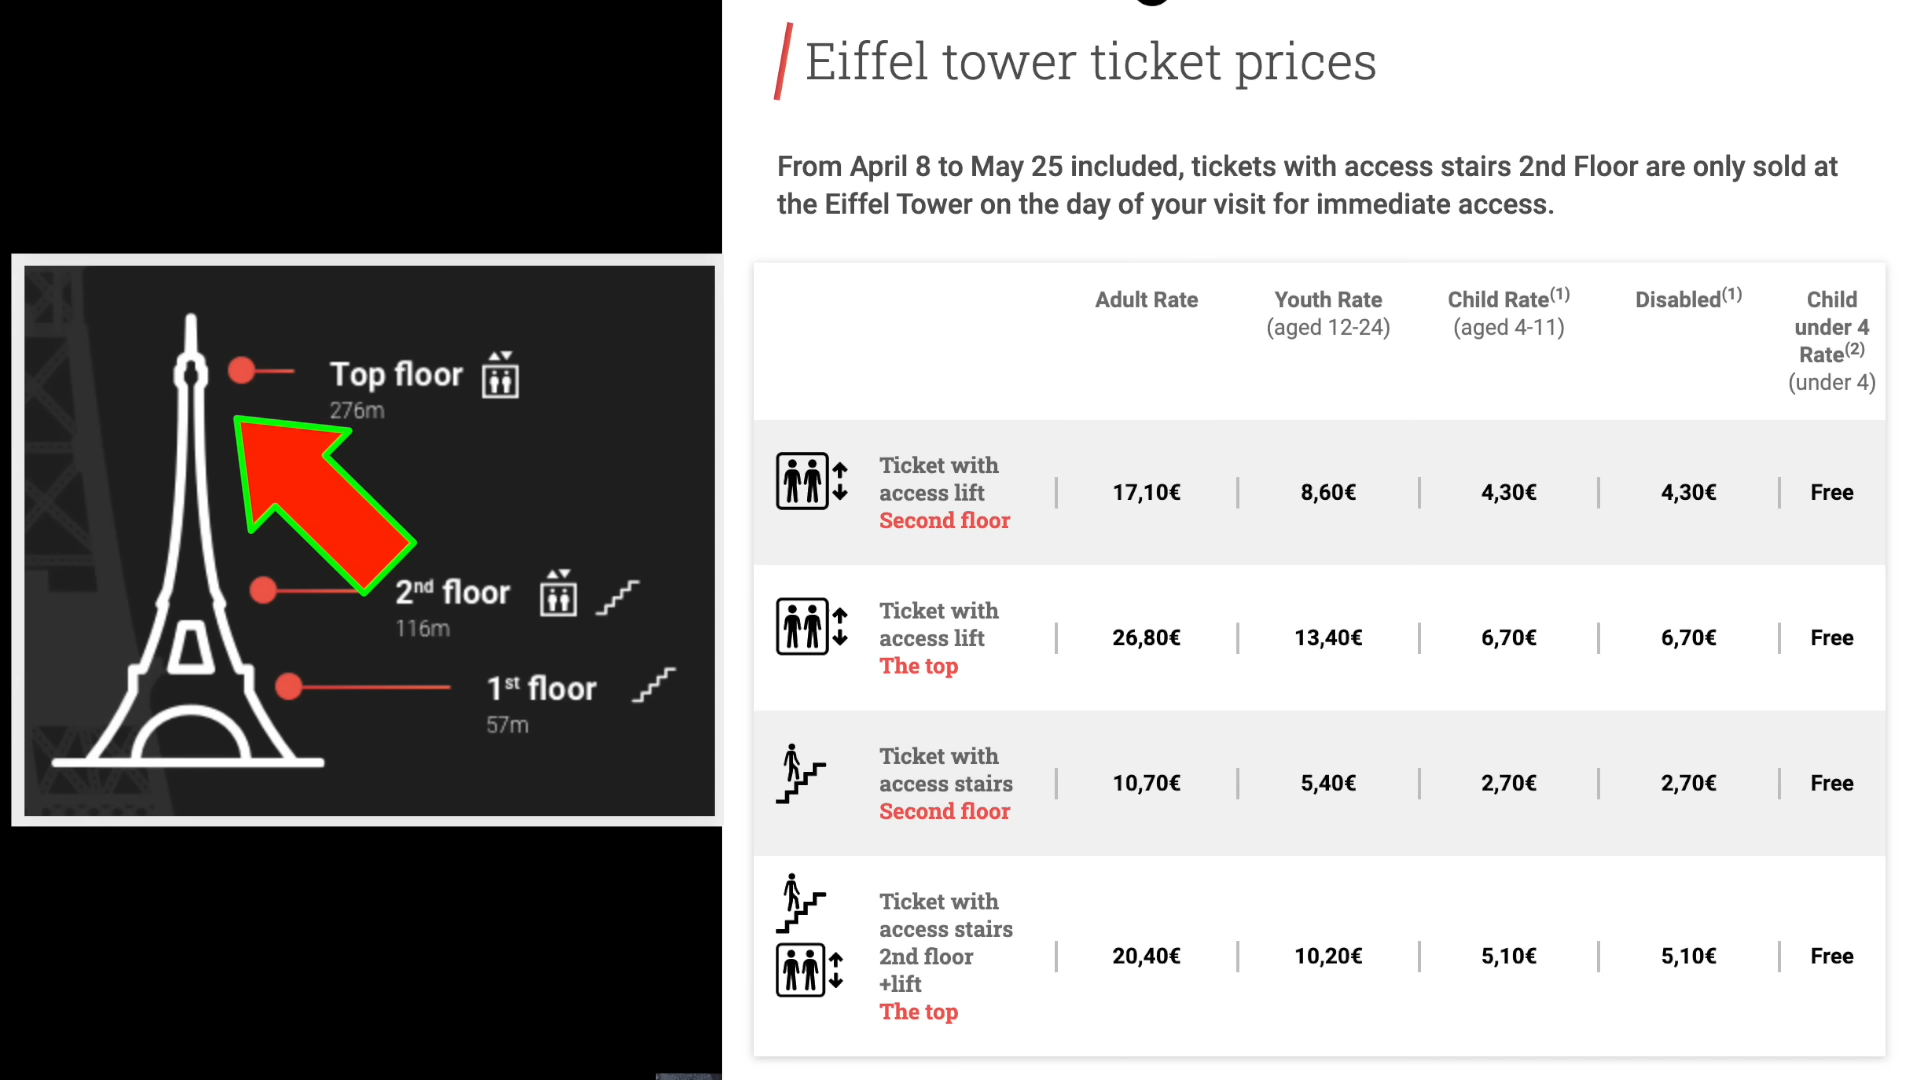 Top floor
276m
2nd floor
116m
1st floor
57m
Eiffel tower ticket prices
From April 8 to May 25 included, tickets with access stairs 2nd Floor are only sold at
the Eiffel Tower on the day of your visit for immediate access.
Adult Rate
Youth Rate
(aged 12-24)
Child Rate(1)
(aged 4-11)
Disabled(1)
Child
under 4
Rate(2)
(under 4)
Ticket with
access lift
Second floor
17,10€
8,60€
4,30€
4,30€
Free
Ticket with
access lift
The top
26,80€
13,40€
6,70€
6,70€
Free
Ticket with
access stairs
Second floor
10,70€
5,40€
2,70€
2,70€
Free
Ticket with
access stairs
2nd floor
+lift
The top
20,40€
10,20€
5,10€
5,10€
Free